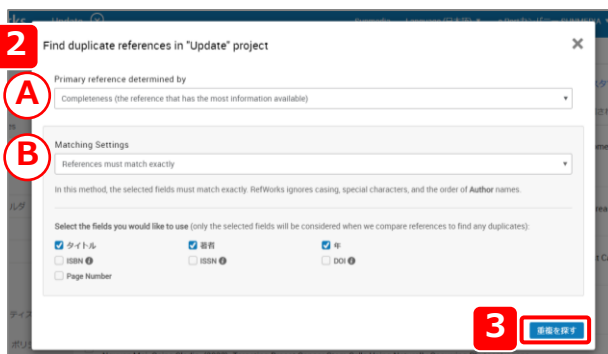 Update
2
Find duplicate references in "Update" project
A
Primary reference determined by
Completeness (the reference that has the most information available)
B
Matching Settings
References must match exactly
In this method, the selected fields must match exactly. RefWorks ignores casing, special characters, and the order of Author names.
Select the fields you would like to use (only the selected fields will be considered when we compare references to find any duplicates):
タイトル 著者 年
ISBN ISSN DOI
Page Number
3 重複を探す